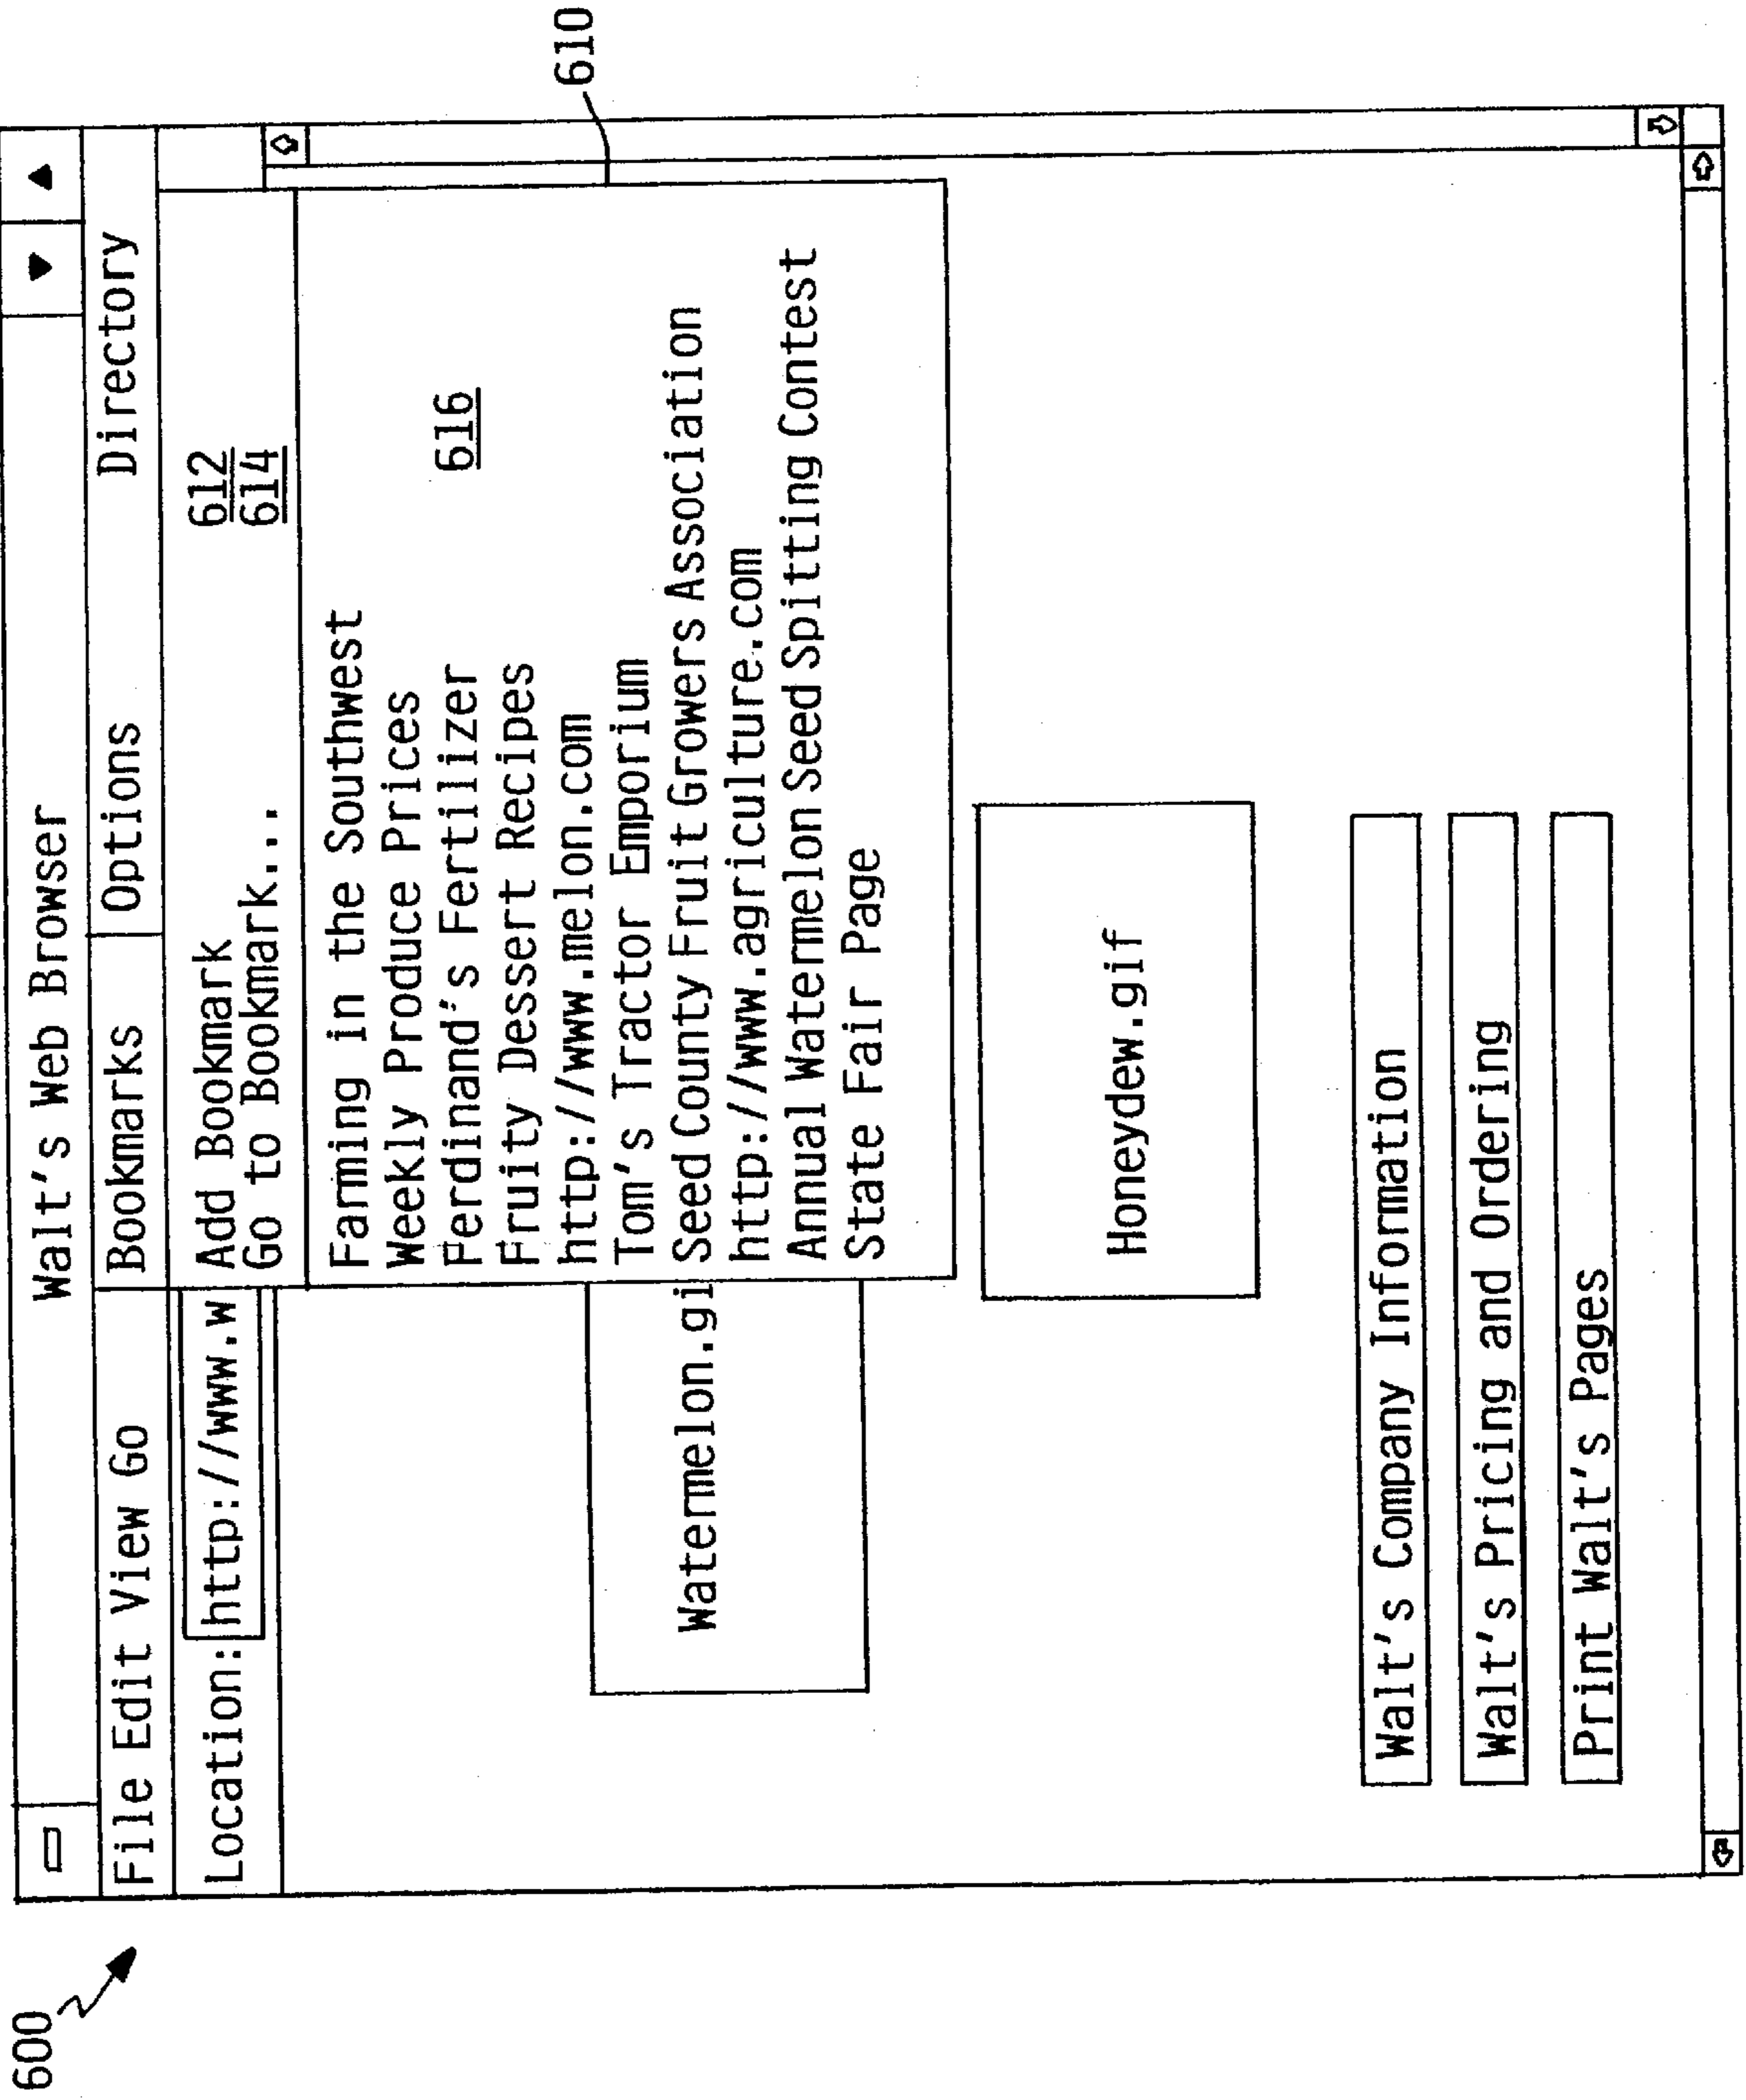 600
Walt's Web Browser
File Edit View Go Bookmarks Options Directory
Location: http://www.w
Add Bookmark 612
Go to Bookmark... 614
Farming in the Southwest
Weekly Produce Prices
Ferdinand's Fertilizer 616
Fruity Dessert Recipes
http://www.melon.com
610
Tom's Tractor Emporium
Seed County Fruit Growers Association
http://www.agriculture.com
Annual Watermelon Seed Spitting Contest
State Fair Page
Watermelon.gi
Honeydew.gif
Walt's Company Information
Walt's Pricing and Ordering
Print Walt's Pages